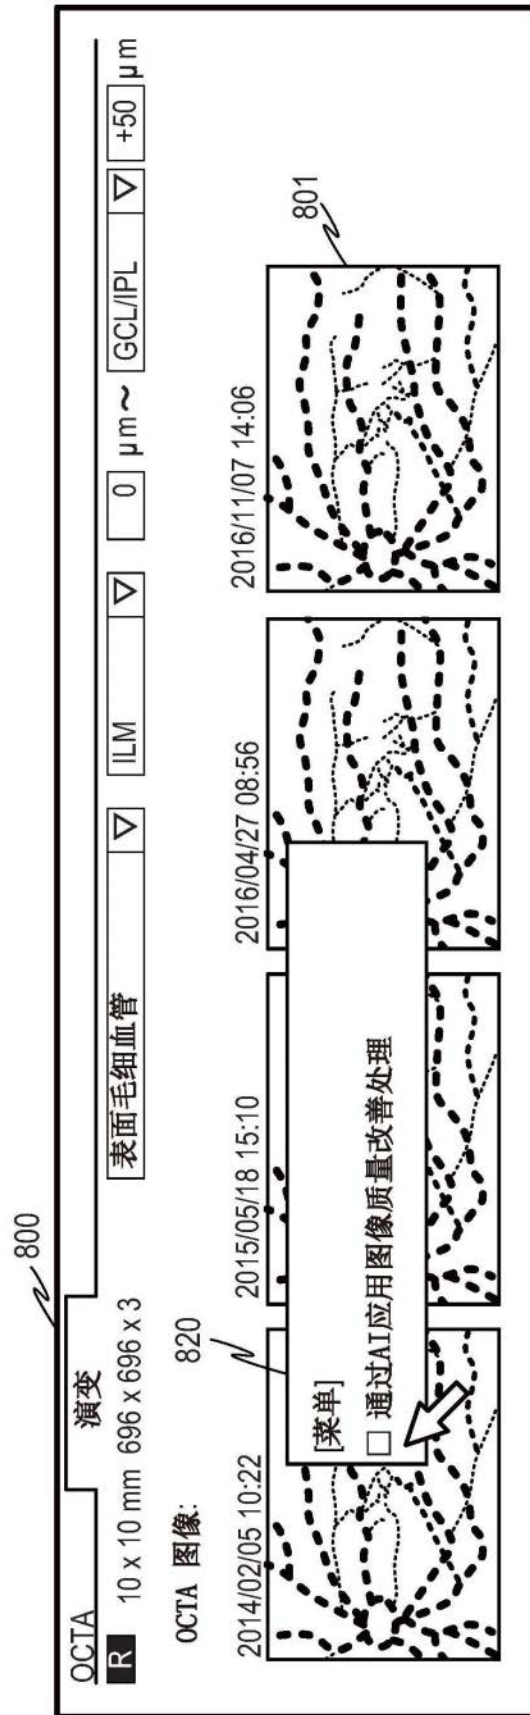 800
OCTA 演变
R 10 x 10 mm 696 x 696 x 3 表面毛细血管 ▽ ILM ▽ 0 μm～ GCL/IPL ▽ +50 μm
OCTA 图像:
820
801
2014/02/05 10:22 2015/05/18 15:10 2016/04/27 08:56 2016/11/07 14:06
[菜单]
□ 通过AI应用图像质量改善处理